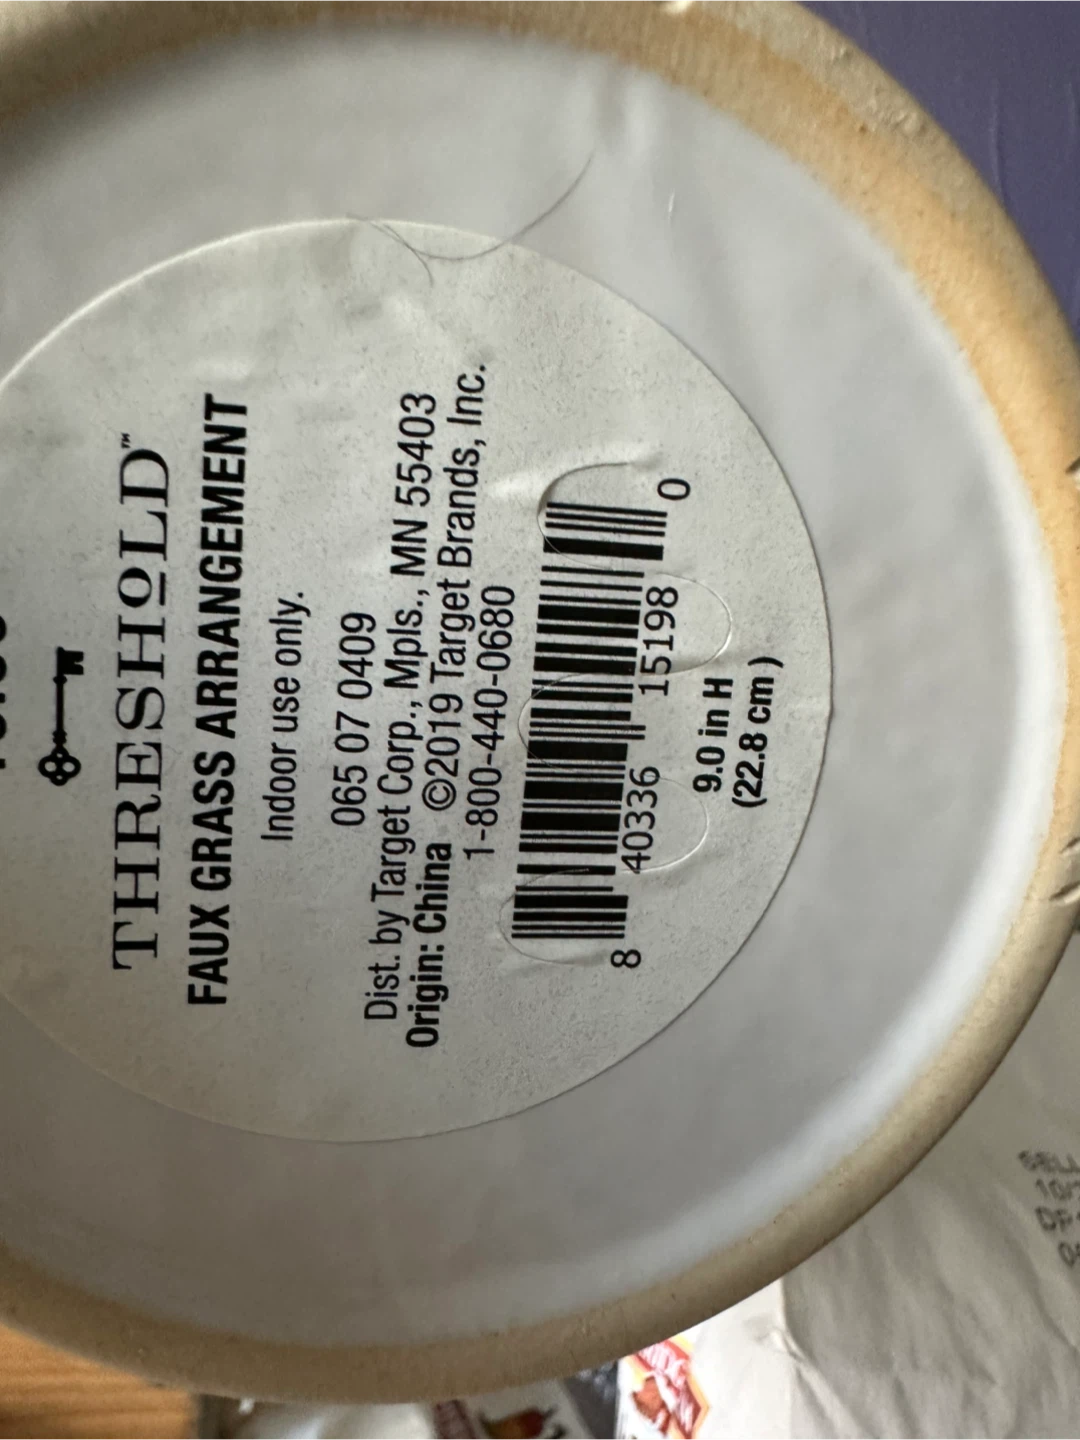 THRESHOLD™
FAUX GRASS ARRANGEMENT
Indoor use only.
065 07 0409
Dist. by Target Corp., Mpls., MN 55403
Origin: China ©2019 Target Brands, Inc.
1-800-440-0680
8 40336 15198 0
9.0 in H
(22.8 cm)